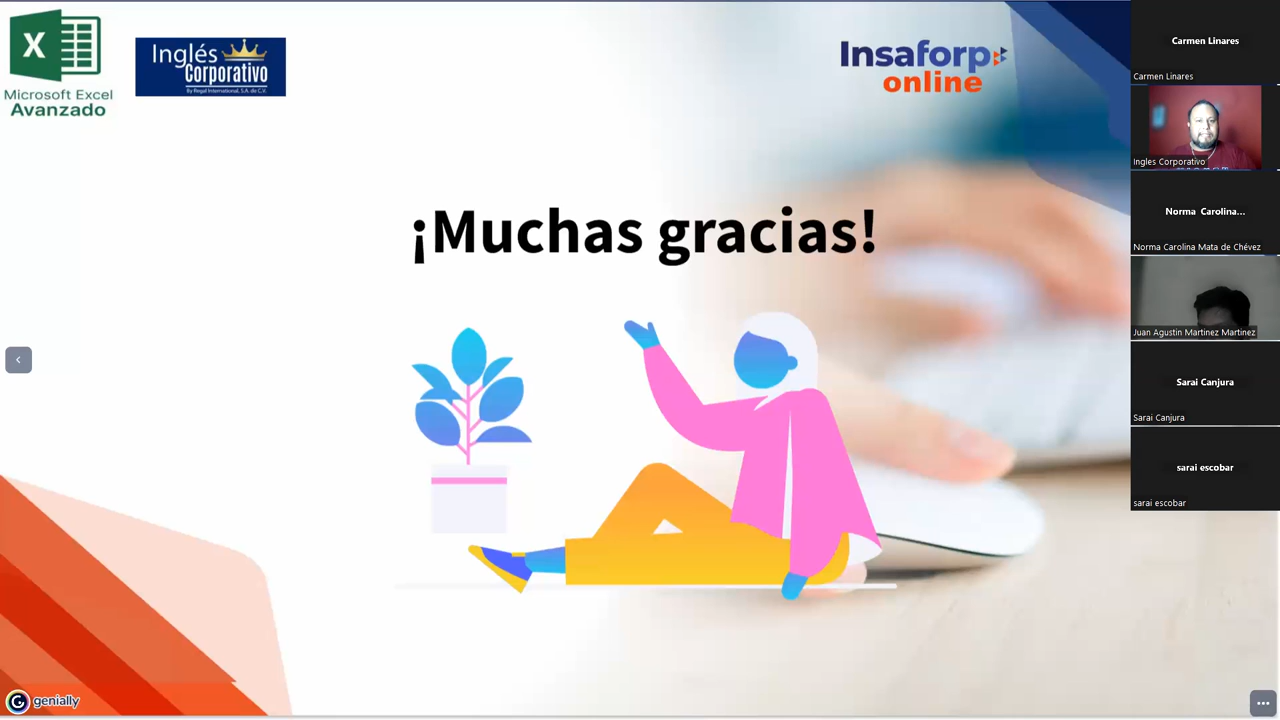 X
Microsoft Excel
Avanzado
Inglés
Corporativo
By Regal International, S.A. de C.V.
Insaforp
online
¡Muchas gracias!
genially
Carmen Linares
Carmen Linares
Ingles Corporativo
Norma Carolina...
Norma Carolina Mata de Chévez
Juan Agustin Martinez Martinez
Sarai Canjura
Sarai Canjura
sarai escobar
sarai escobar